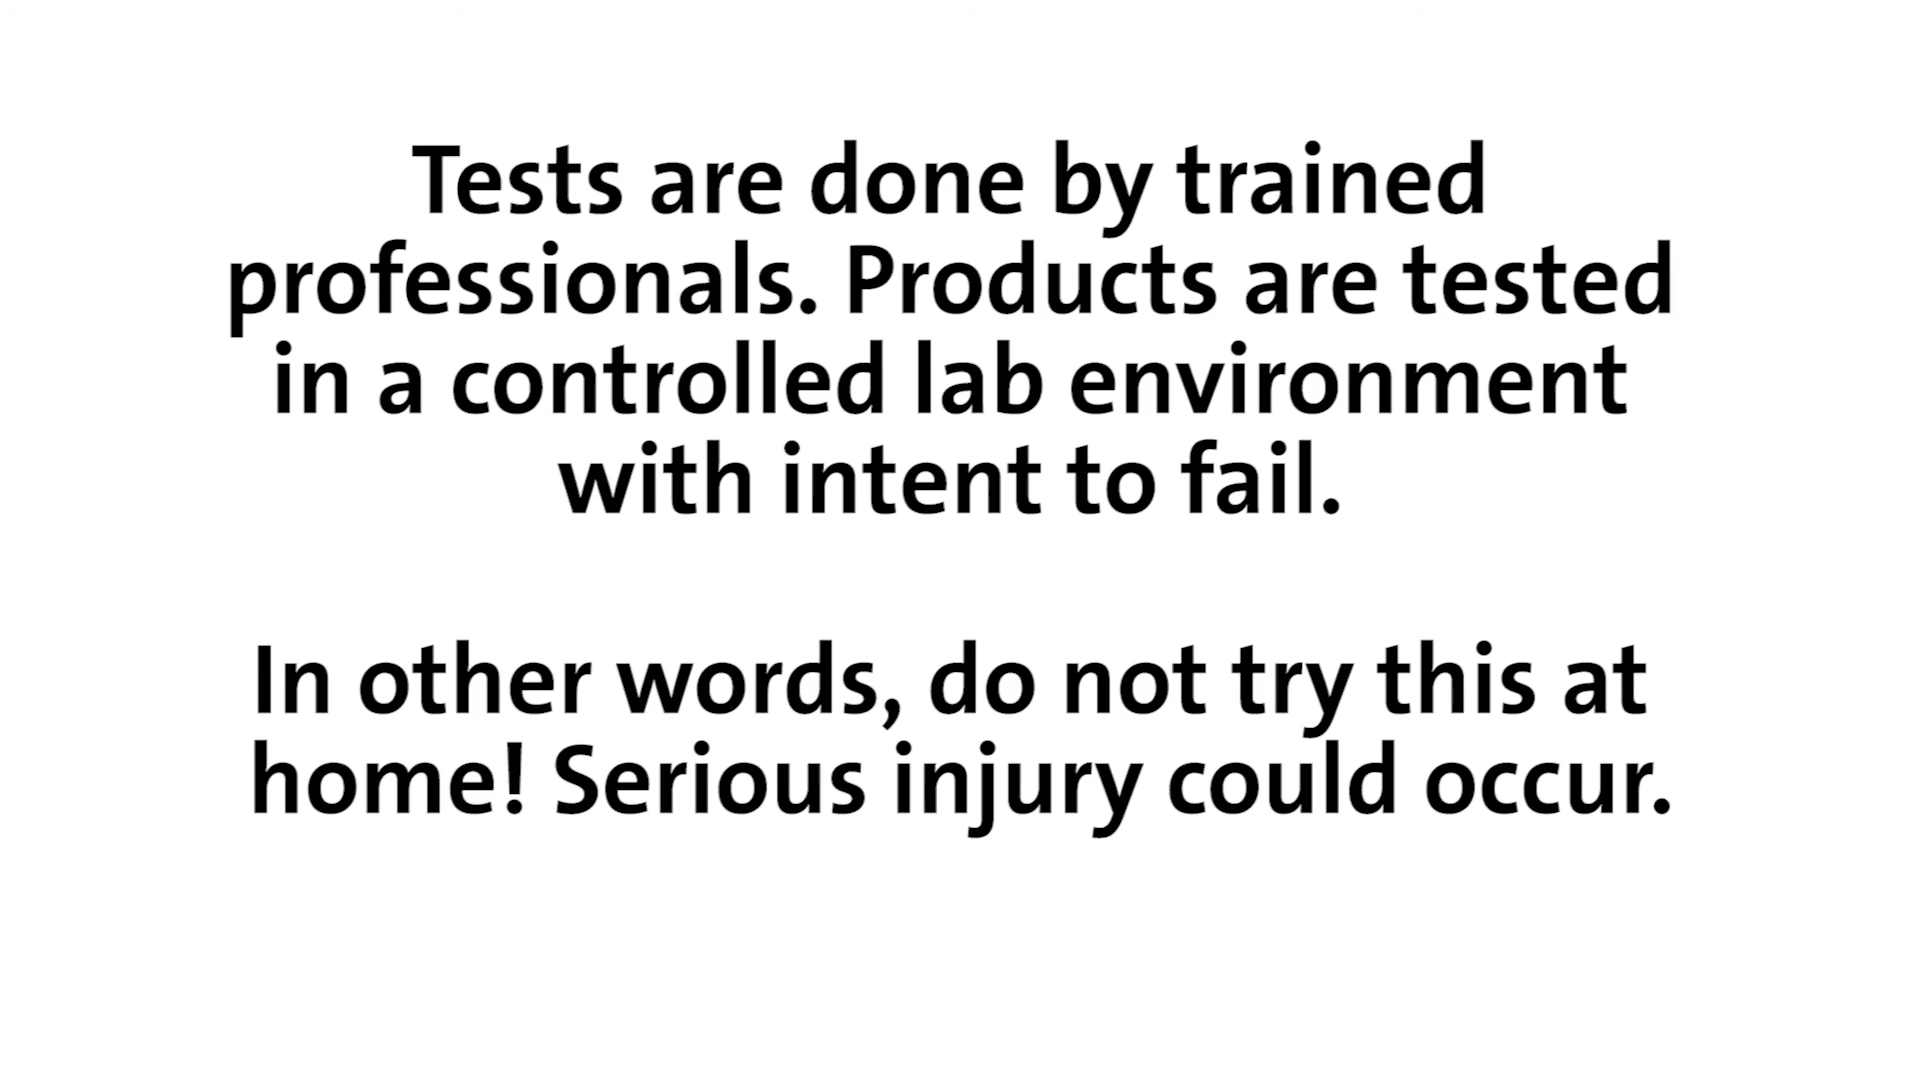 Tests are done by trained
professionals. Products are tested
in a controlled lab environment
with intent to fail.
In other words, do not try this at
home! Serious injury could occur.